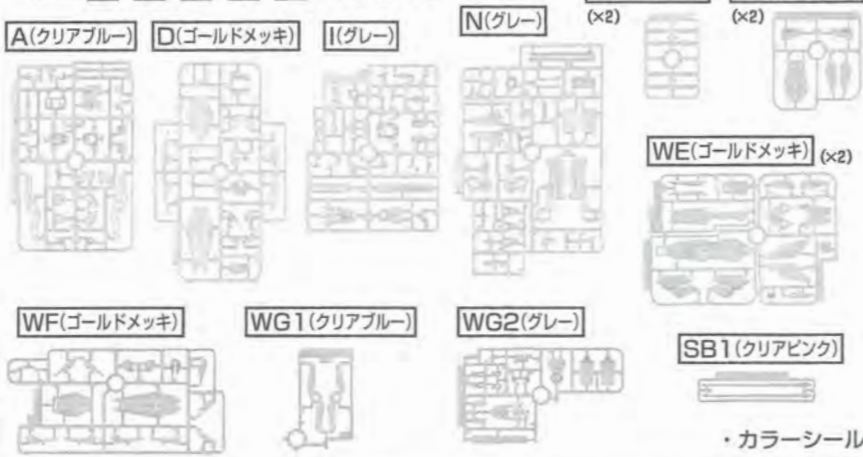 (×2)
(×2)
A(クリアブルー)
D(ゴールドメッキ)
I(グレー)
N(グレー)
WE(ゴールドメッキ) (×2)
WF(ゴールドメッキ)
WG1(クリアブルー)
WG2(グレー)
SB1(クリアピンク)
・カラーシール